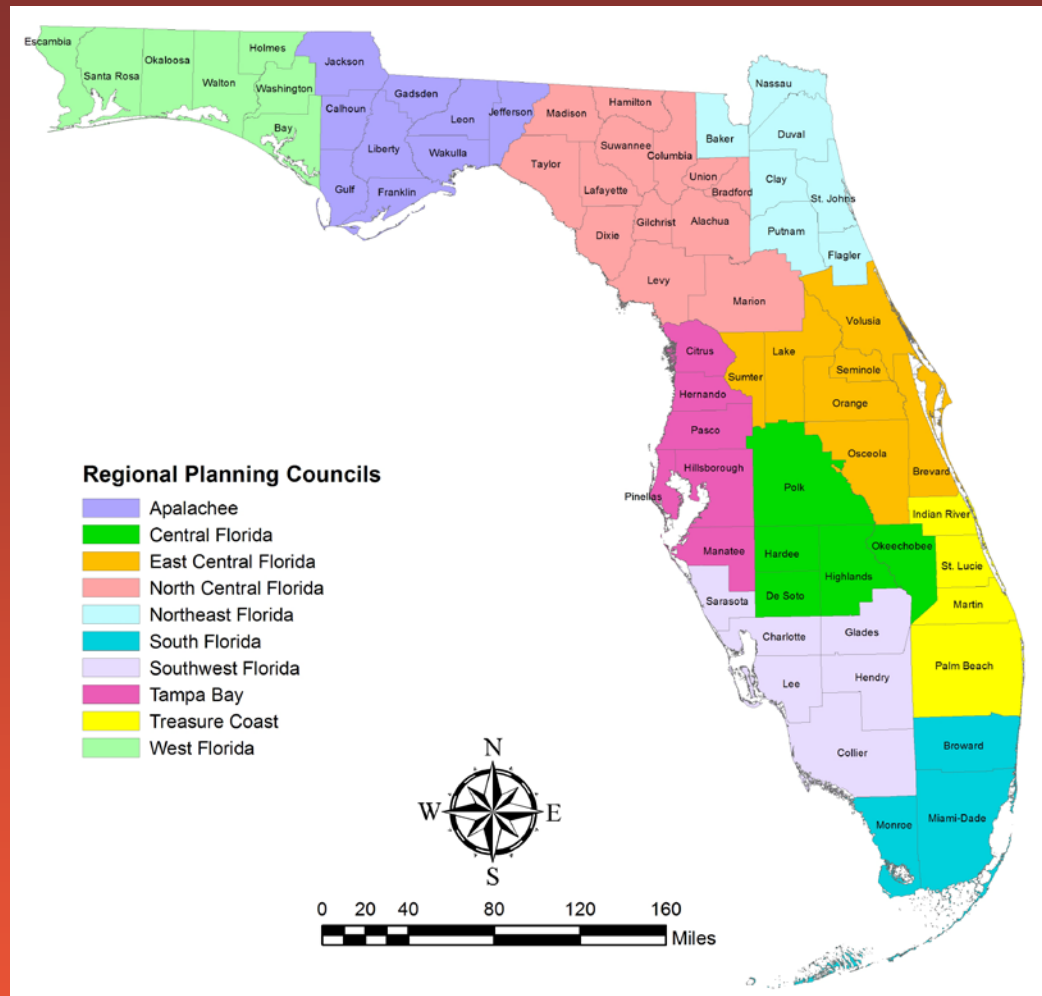 Escambia
Santa Rosa
Okaloosa
Walton
Holmes
Washington
Bay
Jackson
Calhoun
Gulf
Gadsden
Liberty
Franklin
Leon
Wakulla
Jefferson
Madison
Taylor
Hamilton
Suwannee
Lafayette
Dixie
Columbia
Gilchrist
Levy
Union
Bradford
Alachua
Marion
Baker
Nassau
Duval
Clay
St. Johns
Putnam
Flagler
Volusia
Lake
Seminole
Sumter
Orange
Osceola
Brevard
Citrus
Hernando
Pasco
Hillsborough
Pinellas
Manatee
Polk
Hardee
Highlands
De Soto
Okeechobee
Indian River
St. Lucie
Martin
Palm Beach
Sarasota
Charlotte
Glades
Lee
Hendry
Collier
Broward
Miami-Dade
Monroe
Regional Planning Councils
Apalachee
Central Florida
East Central Florida
North Central Florida
Northeast Florida
South Florida
Southwest Florida
Tampa Bay
Treasure Coast
West Florida
N
W E
S
0 20 40 80 120 160
Miles